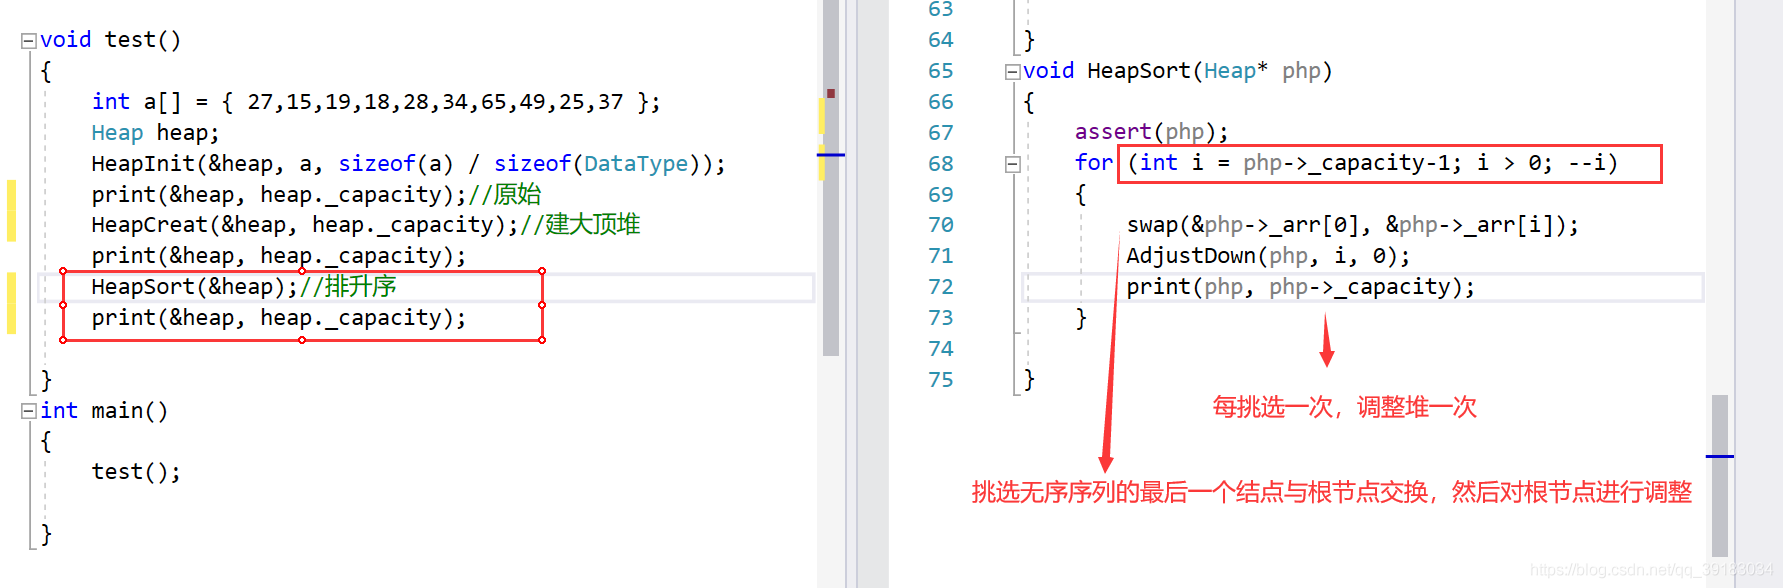 void test()
{
int a[] = { 27,15,19,18,28,34,65,49,25,37 };
Heap heap;
HeapInit(&heap, a, sizeof(a) / sizeof(DataType));
print(&heap, heap._capacity);//原始
HeapCreat(&heap, heap._capacity);//建大顶堆
print(&heap, heap._capacity);
HeapSort(&heap);//排升序
print(&heap, heap._capacity);
}
int main()
{
test();
}
63
64 }
65 void HeapSort(Heap* php)
66 {
67 assert(php);
68 for (int i = php->_capacity-1; i > 0; --i)
69 {
70 swap(&php->_arr[0], &php->_arr[i]);
71 AdjustDown(php, i, 0);
72 print(php, php->_capacity);
73 }
74
75 }
每挑选一次，调整堆一次
挑选无序序列的最后一个结点与根节点交换，然后对根节点进行调整
https://blog.csdn.net/qq_39183034